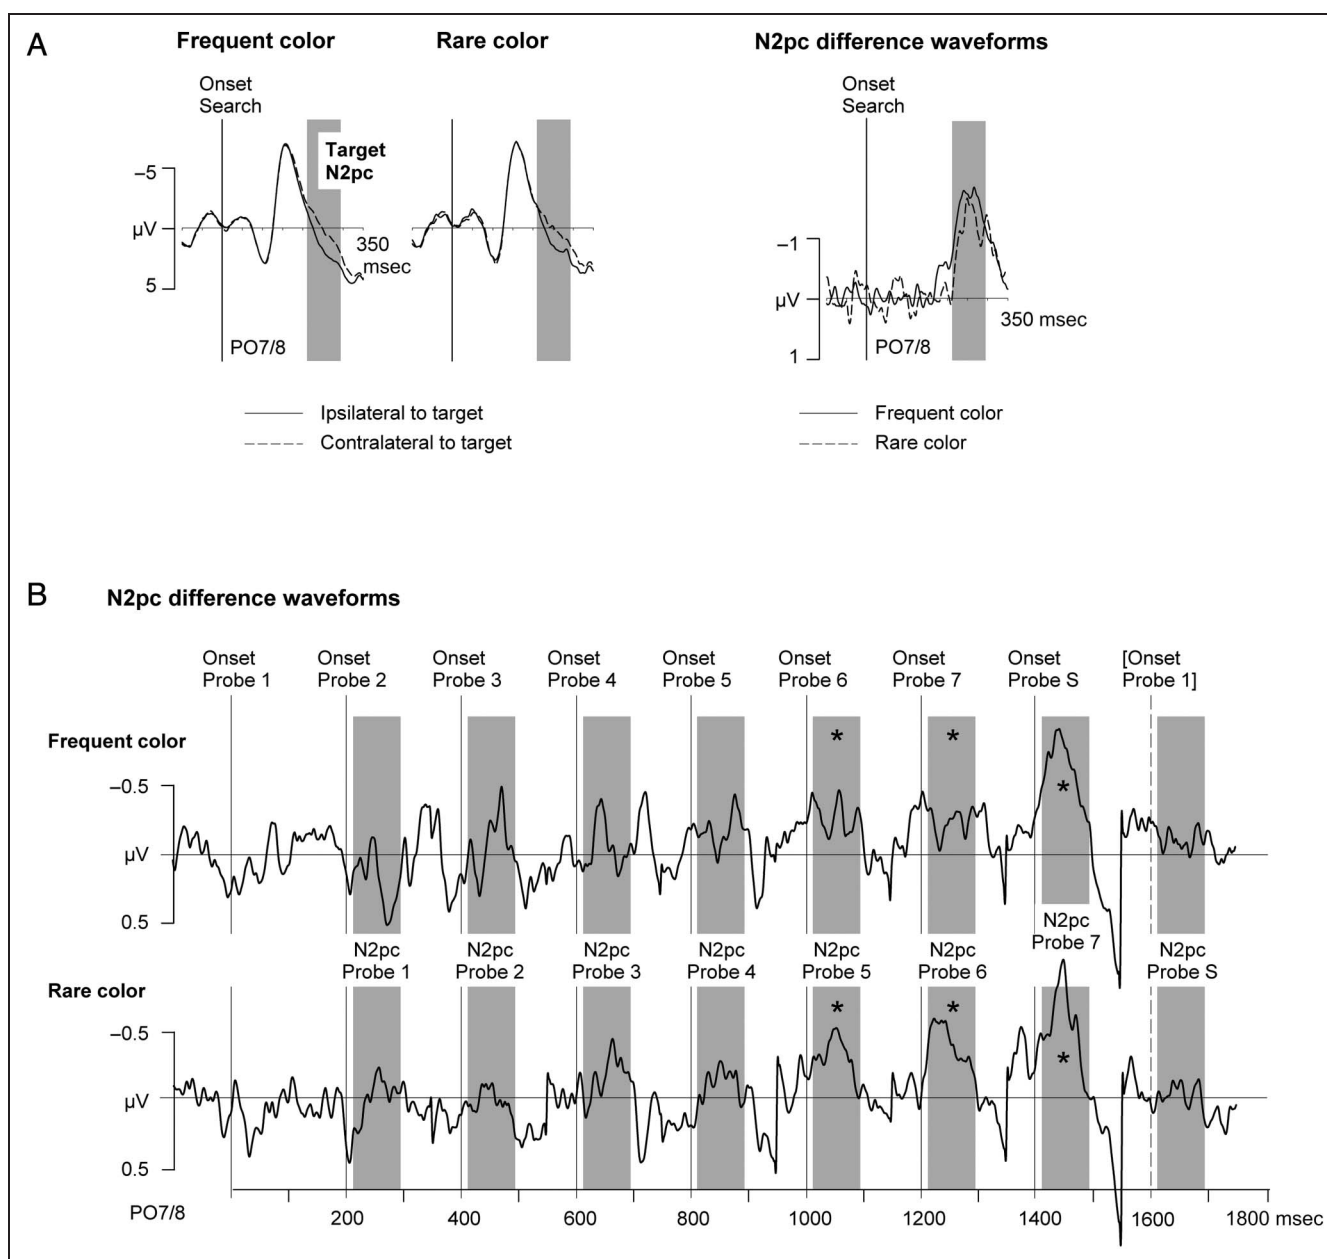 A
Frequent color
Rare color
N2pc difference waveforms
Onset
Search
Onset
Search
Target
N2pc
–5
µV
5
350
msec
PO7/8
–1
µV
1
350 msec
PO7/8
Ipsilateral to target
Contralateral to target
Frequent color
Rare color
B
N2pc difference waveforms
Onset
Probe 1
Onset
Probe 2
Onset
Probe 3
Onset
Probe 4
Onset
Probe 5
Onset
Probe 6
Onset
Probe 7
Onset
Probe S
[Onset
Probe 1]
Frequent color
* * *
–0.5
µV
0.5
N2pc
Probe 1
N2pc
Probe 2
N2pc
Probe 3
N2pc
Probe 4
N2pc
Probe 5
N2pc
Probe 6
N2pc
Probe 7
N2pc
Probe S
Rare color
* * *
–0.5
µV
0.5
PO7/8
200 400 600 800 1000 1200 1400 1600 1800 msec